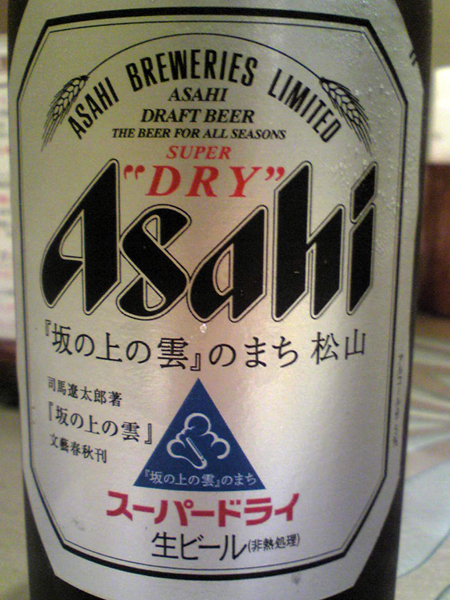 ASAHI BREWERIES LIMITED
ASAHI
DRAFT BEER
THE BEER FOR ALL SEASONS
SUPER
"DRY"
Asahi
『坂の上の雲』のまち 松山
司馬遼太郎著
『坂の上の雲』
文藝春秋刊
『坂の上の雲』のまち
スーパードライ
生ビール(非熱処理)